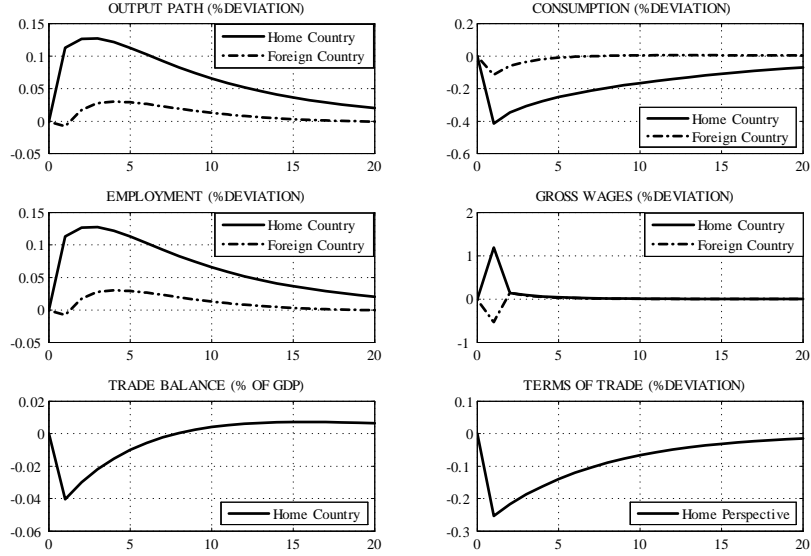 OUTPUT PATH (%DEVIATION)
0.15
0.1
0.05
0
-0.05
0 5 10 15 20
Home Country
Foreign Country
CONSUMPTION (%DEVIATION)
0.2
0
-0.2
-0.4
-0.6
0 5 10 15 20
Home Country
Foreign Country
EMPLOYMENT (%DEVIATION)
0.15
0.1
0.05
0
-0.05
0 5 10 15 20
Home Country
Foreign Country
GROSS WAGES (%DEVIATION)
2
1
0
-1
0 5 10 15 20
Home Country
Foreign Country
TRADE BALANCE (% OF GDP)
0.02
0
-0.02
-0.04
-0.06
0 5 10 15 20
Home Country
TERMS OF TRADE (%DEVIATION)
0.1
0
-0.1
-0.2
-0.3
0 5 10 15 20
Home Perspective